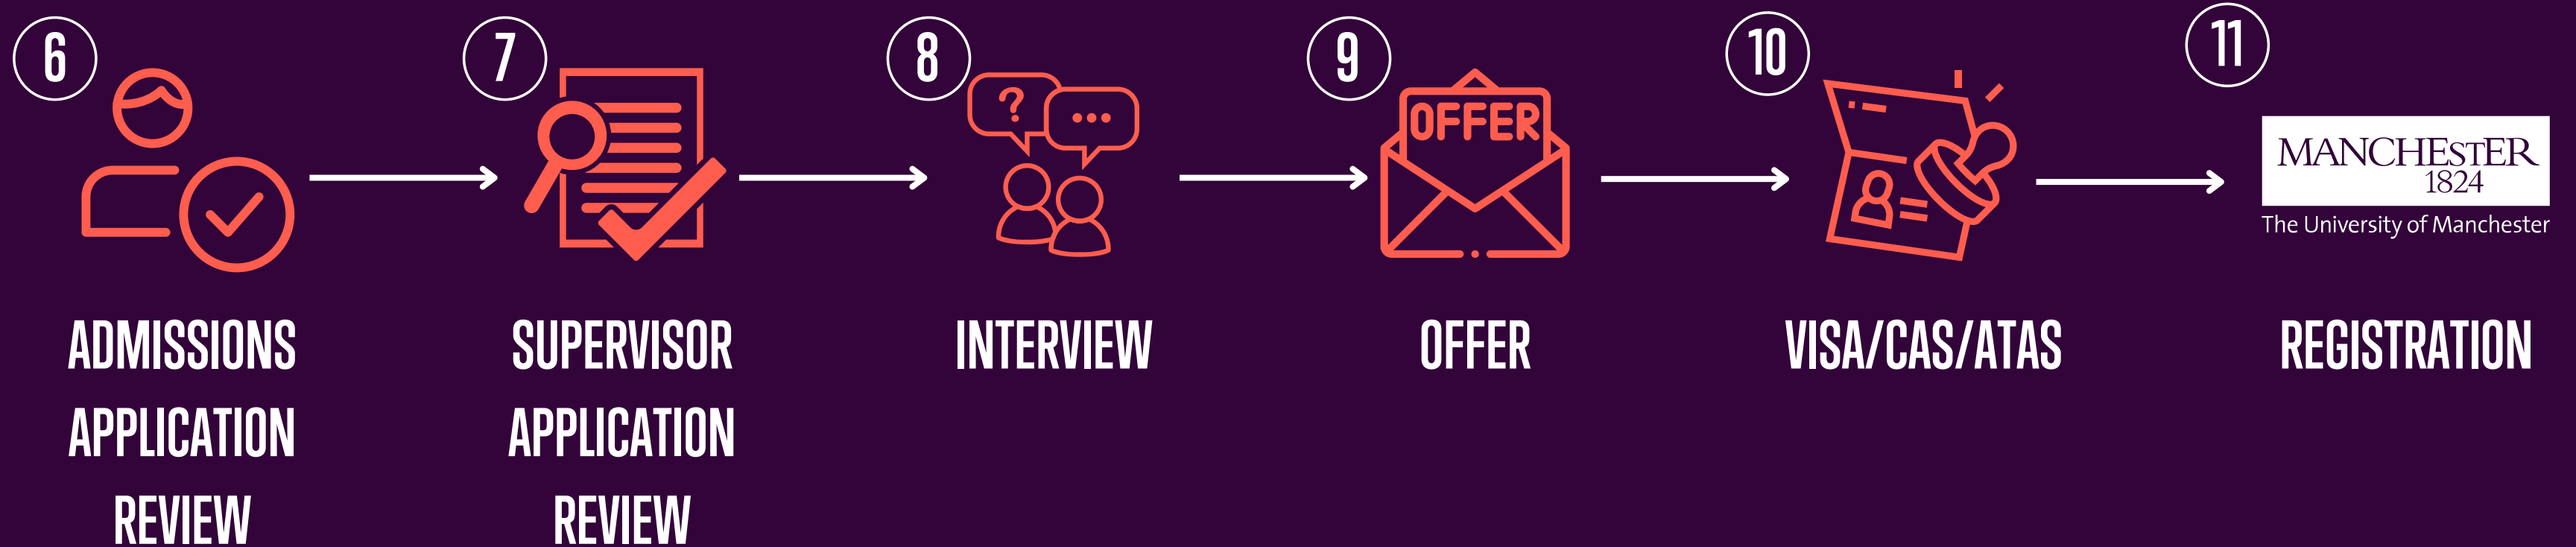 6
7
8
9
10
11
?
OFFER
MANCHESTER
1824
The University of Manchester
ADMISSIONS
APPLICATION
REVIEW
SUPERVISOR
APPLICATION
REVIEW
INTERVIEW
OFFER
VISA/CAS/ATAS
REGISTRATION